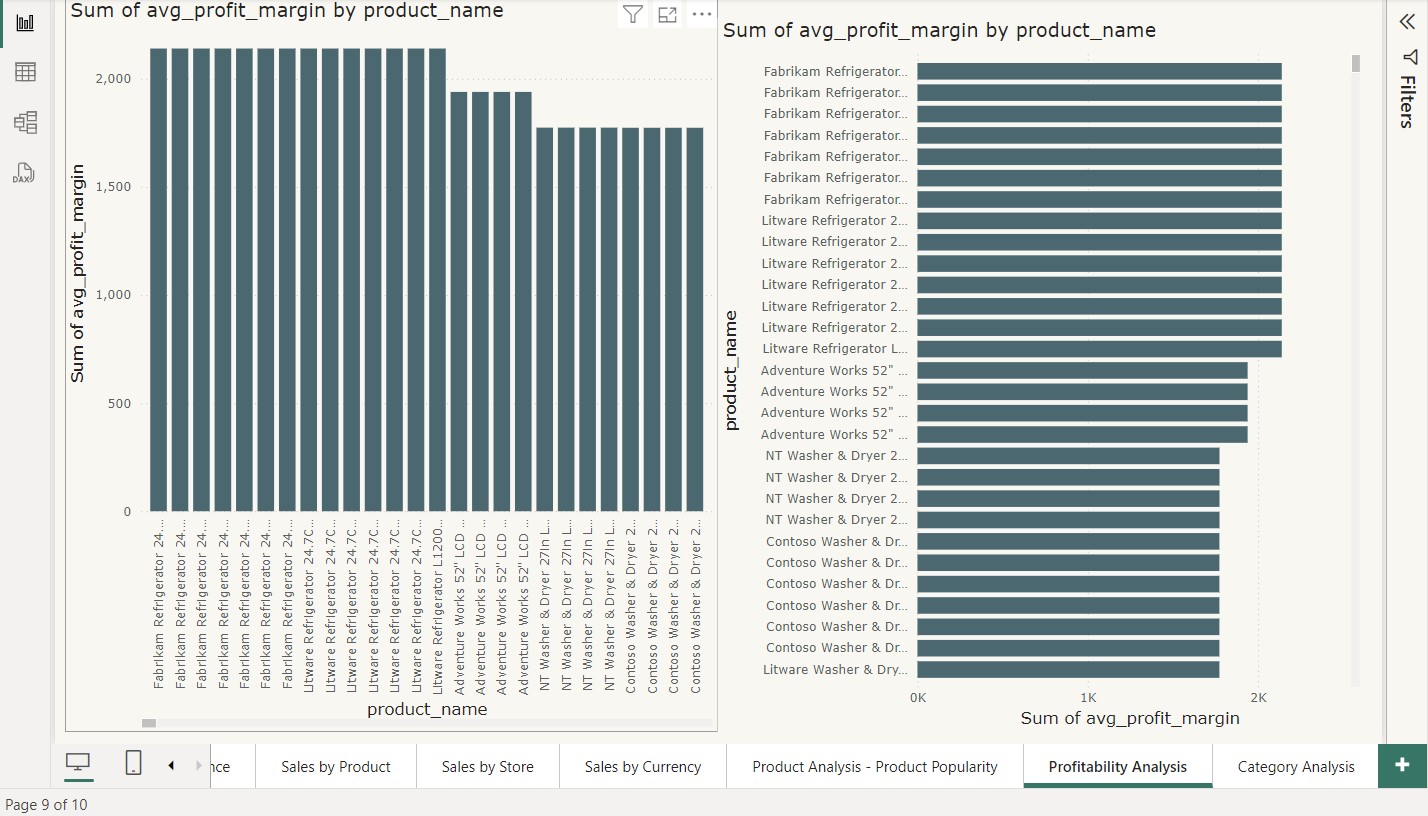 Sum of avg_profit_margin by product_name
2,000
1,500
1,000
500
0
Sum of avg_profit_margin
Fabrikam Refrigerator 24....
Fabrikam Refrigerator 24....
Fabrikam Refrigerator 24....
Fabrikam Refrigerator 24....
Fabrikam Refrigerator 24....
Fabrikam Refrigerator 24....
Fabrikam Refrigerator 24....
Litware Refrigerator 24.7C...
Litware Refrigerator 24.7C...
Litware Refrigerator 24.7C...
Litware Refrigerator 24.7C...
Litware Refrigerator 24.7C...
Litware Refrigerator 24.7C...
Litware Refrigerator L1200...
Adventure Works 52" LCD ...
Adventure Works 52" LCD ...
Adventure Works 52" LCD ...
Adventure Works 52" LCD ...
NT Washer & Dryer 27in L...
NT Washer & Dryer 27in L...
NT Washer & Dryer 27in L...
NT Washer & Dryer 27in L...
Contoso Washer & Dryer 2...
Contoso Washer & Dryer 2...
Contoso Washer & Dryer 2...
Contoso Washer & Dryer 2...
product_name
Sum of avg_profit_margin by product_name
product_name
Fabrikam Refrigerator...
Fabrikam Refrigerator...
Fabrikam Refrigerator...
Fabrikam Refrigerator...
Fabrikam Refrigerator...
Fabrikam Refrigerator...
Fabrikam Refrigerator...
Litware Refrigerator 2...
Litware Refrigerator 2...
Litware Refrigerator 2...
Litware Refrigerator 2...
Litware Refrigerator 2...
Litware Refrigerator 2...
Litware Refrigerator L...
Adventure Works 52" ...
Adventure Works 52" ...
Adventure Works 52" ...
Adventure Works 52" ...
NT Washer & Dryer 2...
NT Washer & Dryer 2...
NT Washer & Dryer 2...
NT Washer & Dryer 2...
Contoso Washer & Dr...
Contoso Washer & Dr...
Contoso Washer & Dr...
Contoso Washer & Dr...
Contoso Washer & Dr...
Contoso Washer & Dr...
Litware Washer & Dry...
0K 1K 2K
Sum of avg_profit_margin
Filters
DAX
nce Sales by Product Sales by Store Sales by Currency Product Analysis - Product Popularity Profitability Analysis Category Analysis
Page 9 of 10